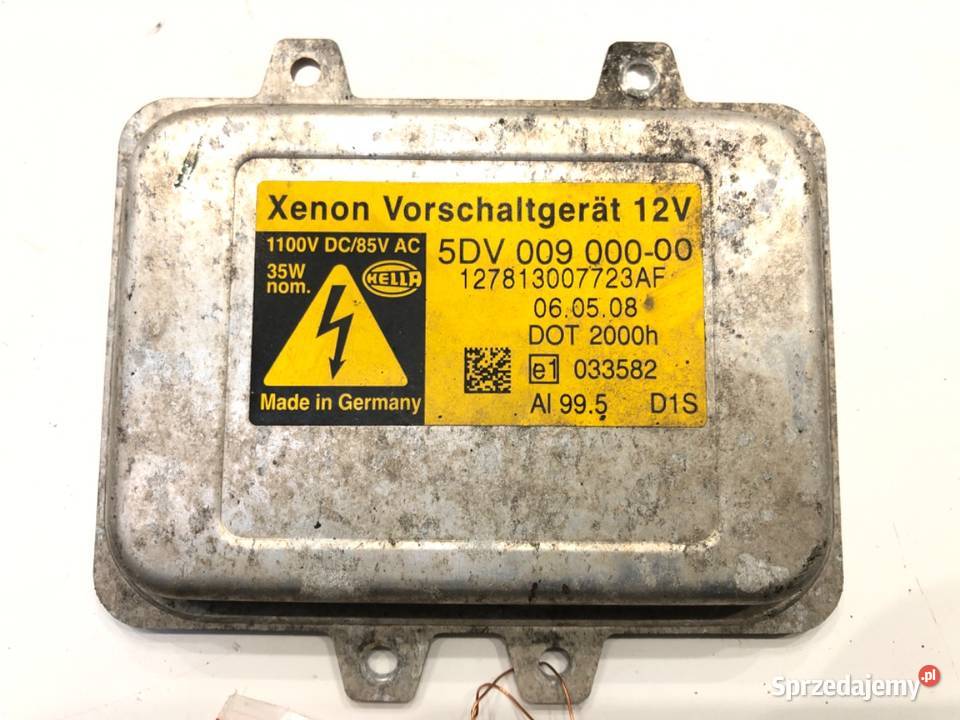 Xenon Vorschaltgerät 12V
1100V DC/85V AC
35W
nom.
HELLA
Made in Germany
5DV 009 000-00
127813007723AF
06.05.08
DOT 2000h
e1 033582
Al 99.5 D1S
Sprzedajemy.pl